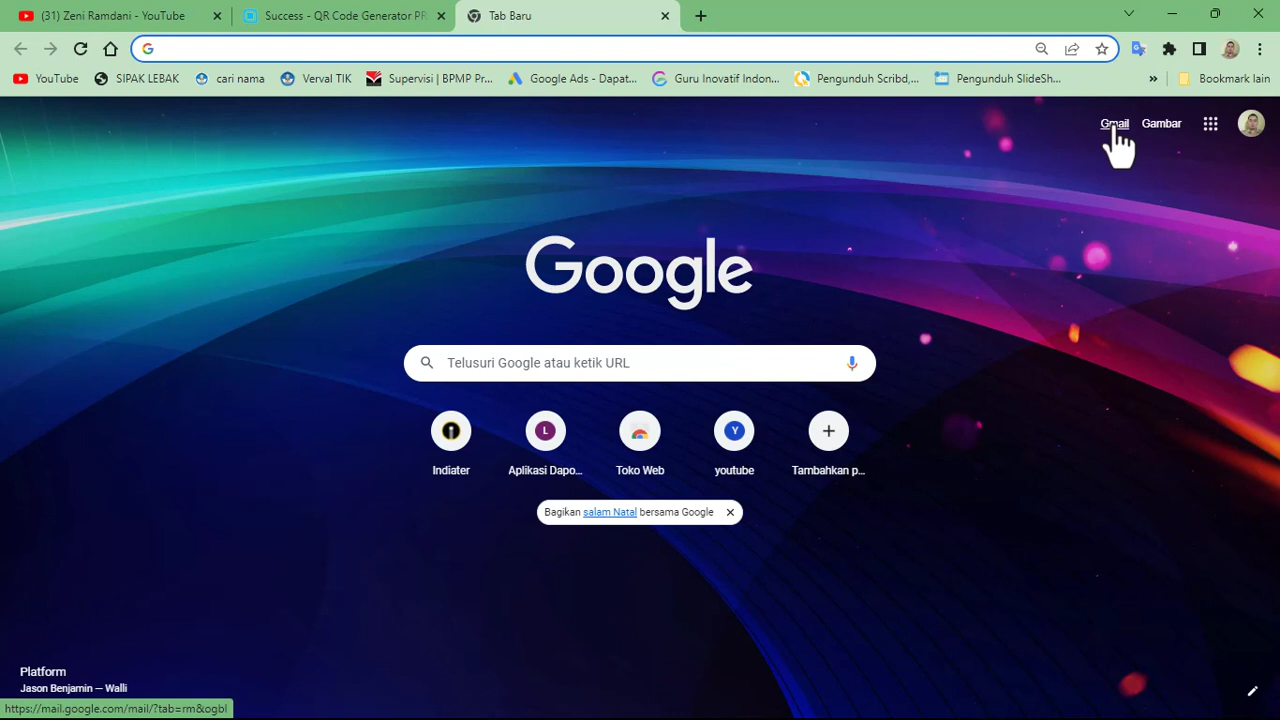 (31) Zeni Ramdani - YouTube
Success - QR Code Generator PR
Tab Baru
YouTube
SIPAK LEBAK
cari nama
Verval TIK
Supervisi | BPMP Pr...
Google Ads - Dapat...
Guru Inovatif Indon...
Pengunduh Scribd,...
Pengunduh SlideSh...
Bookmark lain
Gmail
Gambar
Google
Telusuri Google atau ketik URL
Indiater
L
Aplikasi Dapo...
Toko Web
Y
youtube
Tambahkan p...
Bagikan salam Natal bersama Google
Platform
Jason Benjamin — Walli
https://mail.google.com/mail/?tab=rm&ogbl